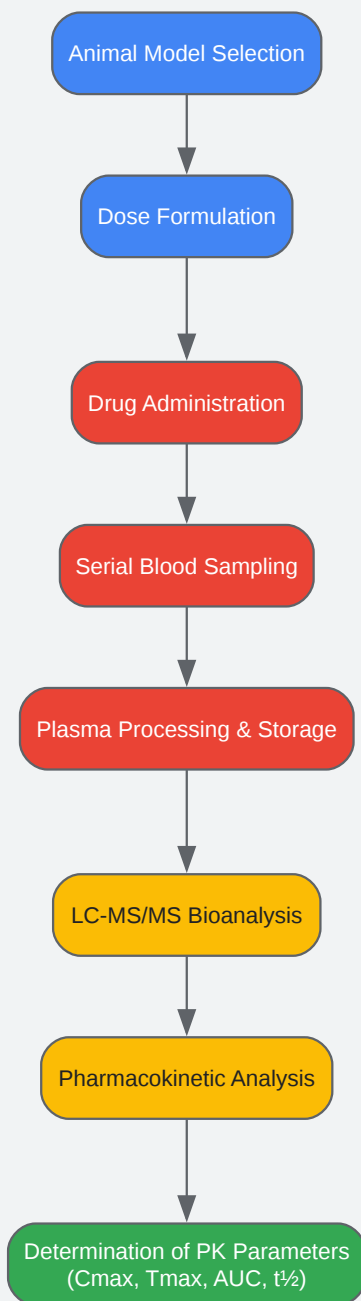 Animal Model Selection
Dose Formulation
Drug Administration
Serial Blood Sampling
Plasma Processing & Storage
LC-MS/MS Bioanalysis
Pharmacokinetic Analysis
Determination of PK Parameters
(Cmax, Tmax, AUC, t½)